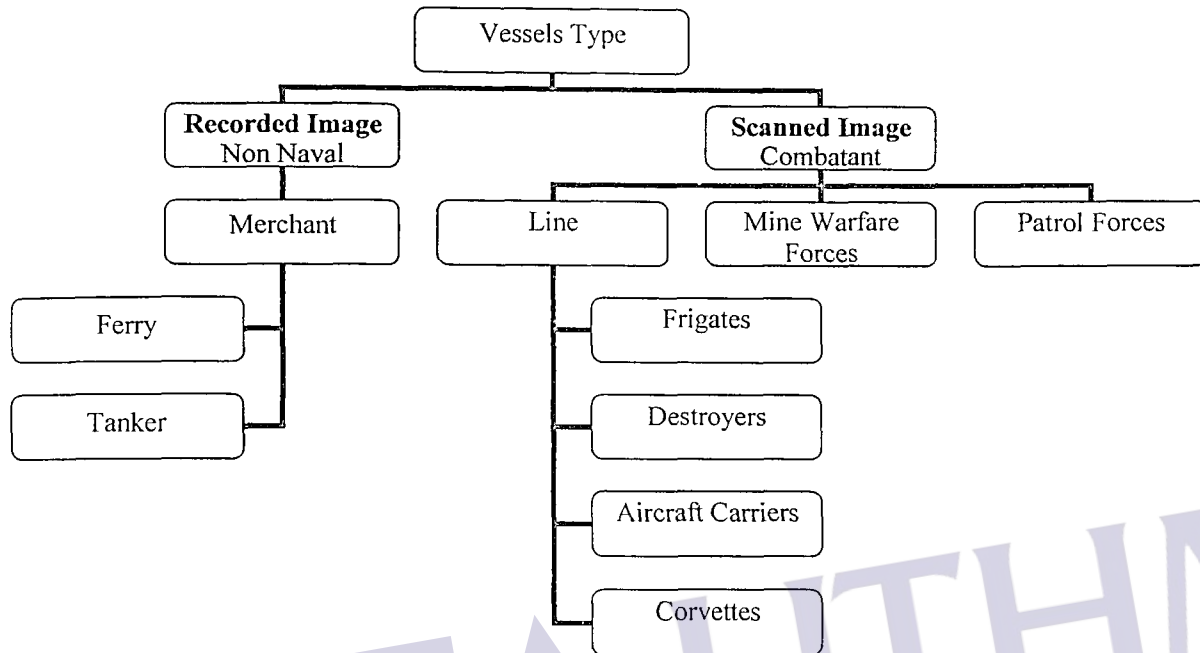 Vessels Type
Recorded Image
Non Naval
Scanned Image
Combatant
Merchant
Line
Mine Warfare
Forces
Patrol Forces
Ferry
Tanker
Frigates
Destroyers
Aircraft Carriers
Corvettes